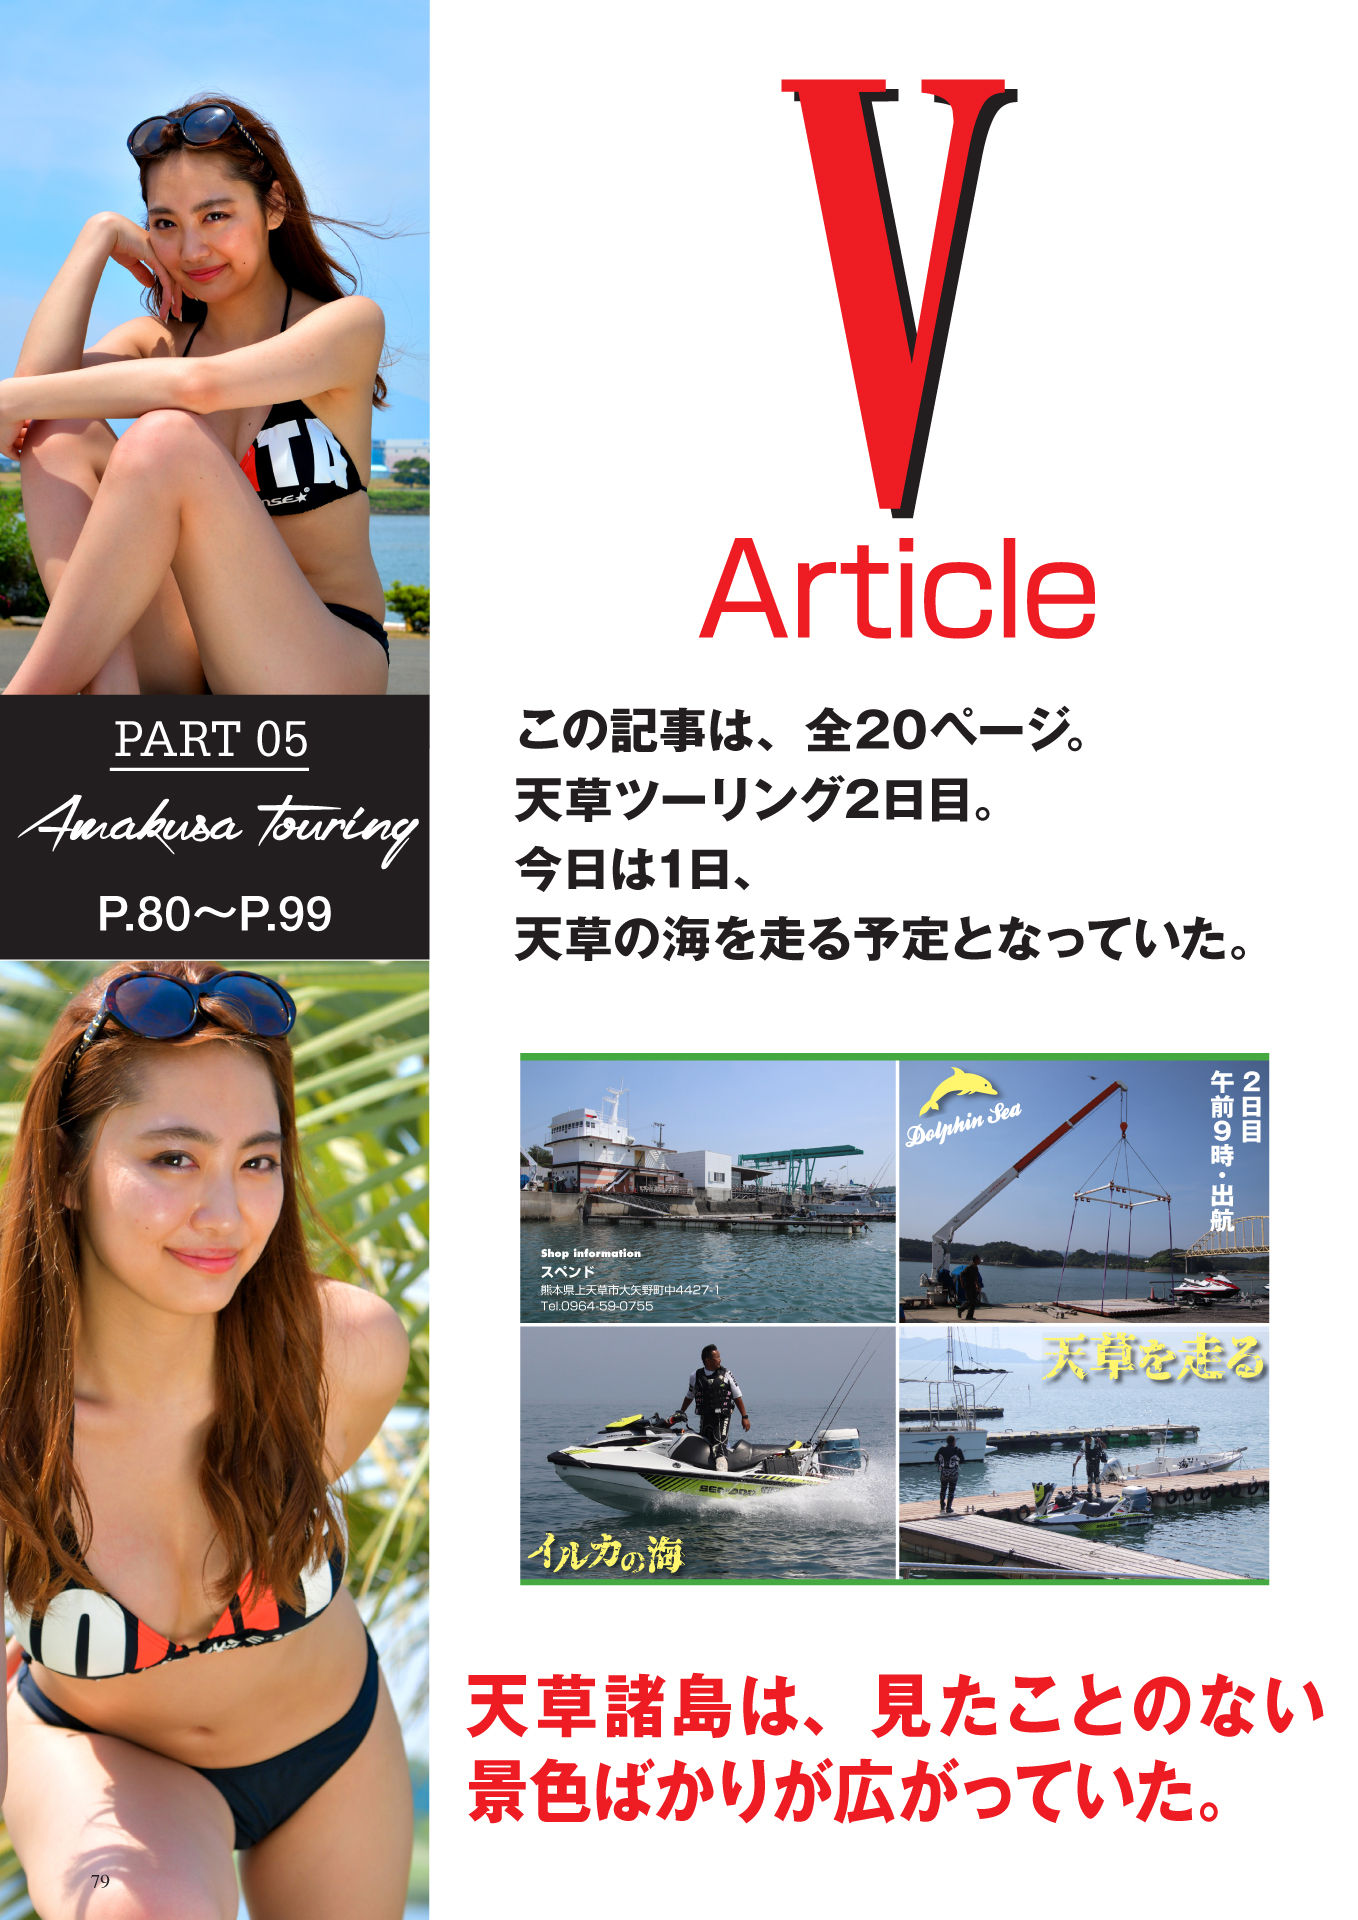 V
Article
この記事は、全20ページ。
天草ツーリング2日目。
今日は1日、
天草の海を走る予定となっていた。
TA
PART 05
Amakusa Touring
P.80～P.99
Dolphin Sea
2日目
午前9時・出航
Shop information
スペンド
熊本県上天草市大矢野町中4427-1
Tel.0964-59-0755
天草を走る
SEADOO
イルカの海
天草諸島は、見たことのない
景色ばかりが広がっていた。
79